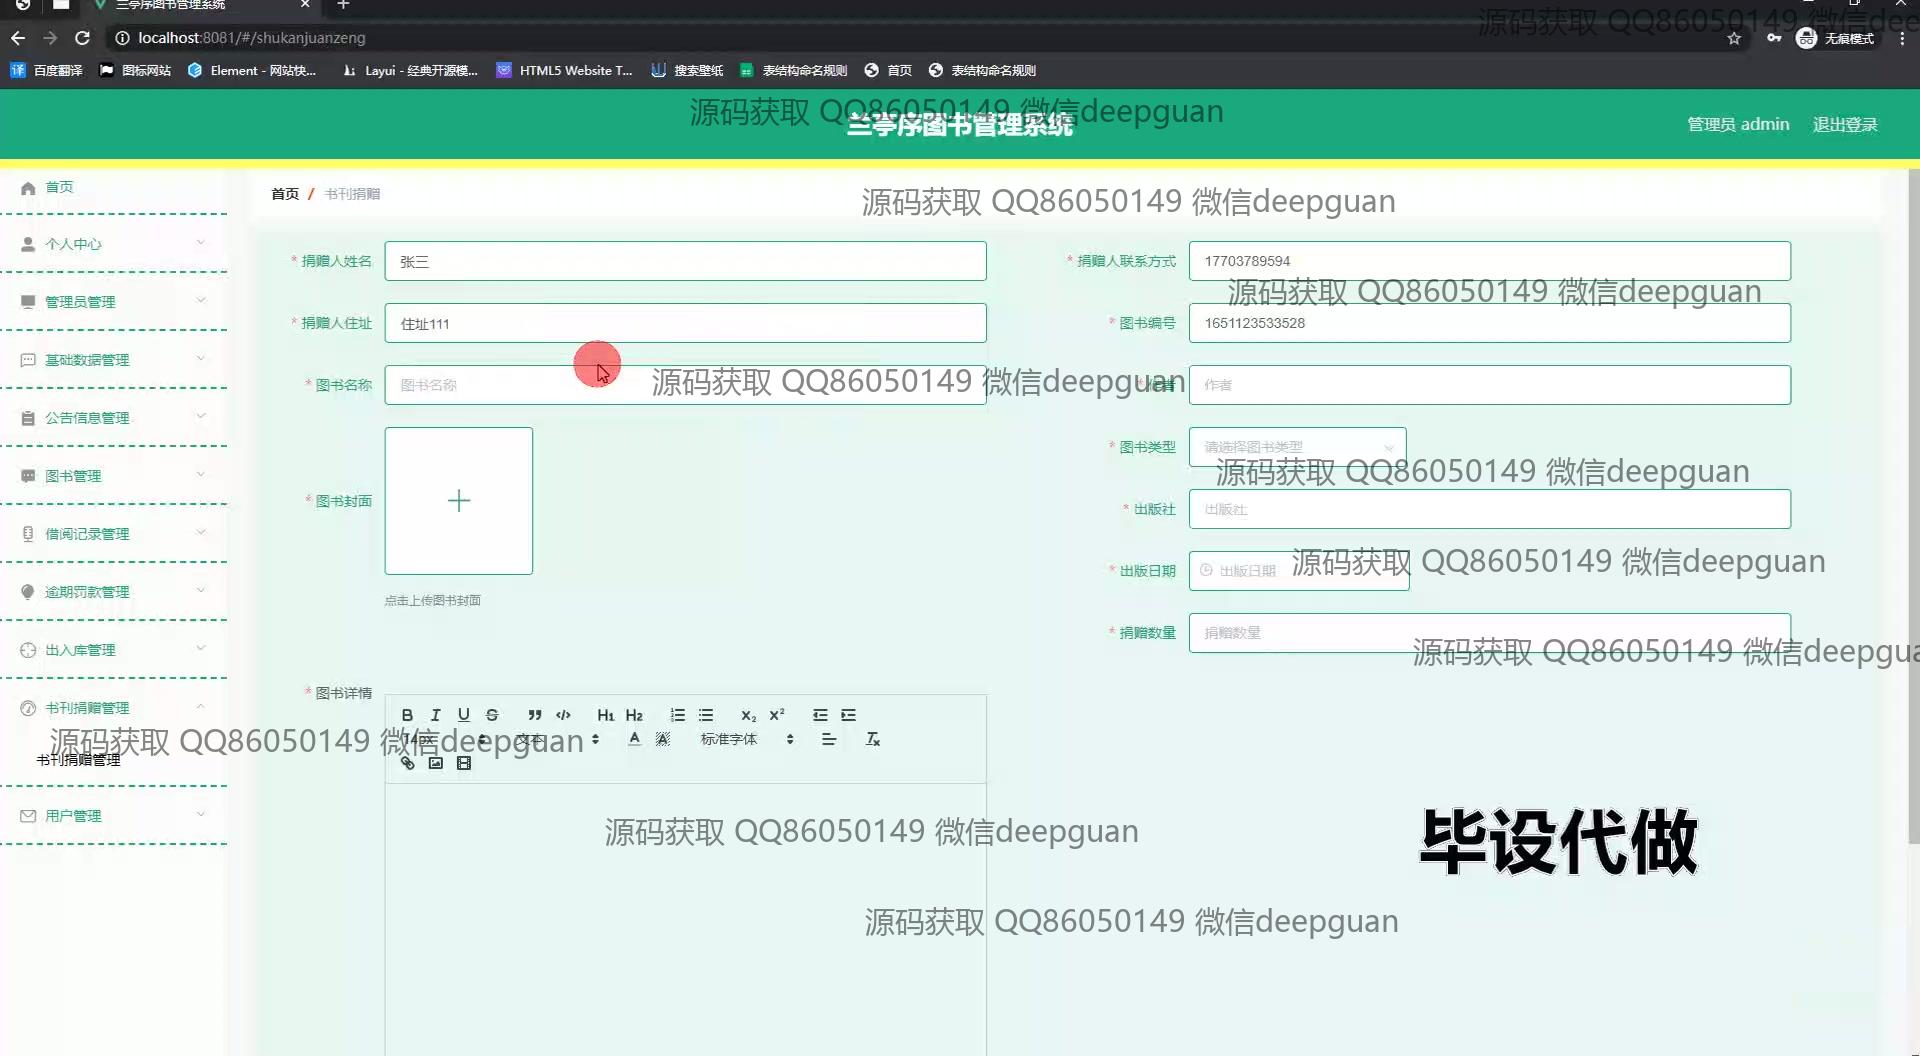 兰亭序图书管理系统
localhost:8081/#/shukanjuanzeng
无痕模式
源码获取 QQ86050149 微信deepguan
百度翻译 图标网站 Element - 网站快... Layui - 经典开源模... HTML5 Website T... 搜索壁纸 表结构命名规则 首页 表结构命名规则
源码获取 QQ86050149 微信deepguan
兰亭序图书管理系统
管理员 admin 退出登录
首页
个人中心
管理员管理
基础数据管理
公告信息管理
图书管理
借阅记录管理
逾期罚款管理
出入库管理
书刊捐赠管理
源码获取 QQ86050149 微信deepguan
书刊捐赠管理
用户管理
首页 / 书刊捐赠
源码获取 QQ86050149 微信deepguan
* 捐赠人姓名 张三
* 捐赠人联系方式 17703789594
源码获取 QQ86050149 微信deepguan
* 捐赠人住址 住址111
* 图书编号 1651123533528
* 图书名称 图书名称
源码获取 QQ86050149 微信deepguan
* 作者 作者
* 图书类型 请选择图书类型
源码获取 QQ86050149 微信deepguan
* 图书封面
点击上传图书封面
* 出版社 出版社
* 出版日期 出版日期
源码获取 QQ86050149 微信deepguan
* 捐赠数量 捐赠数量
源码获取 QQ86050149 微信deepgua
* 图书详情
B I U S H1 H2 X2 X2
14px 文本 A A 标准字体 Tx
源码获取 QQ86050149 微信deepguan
毕设代做
源码获取 QQ86050149 微信deepguan